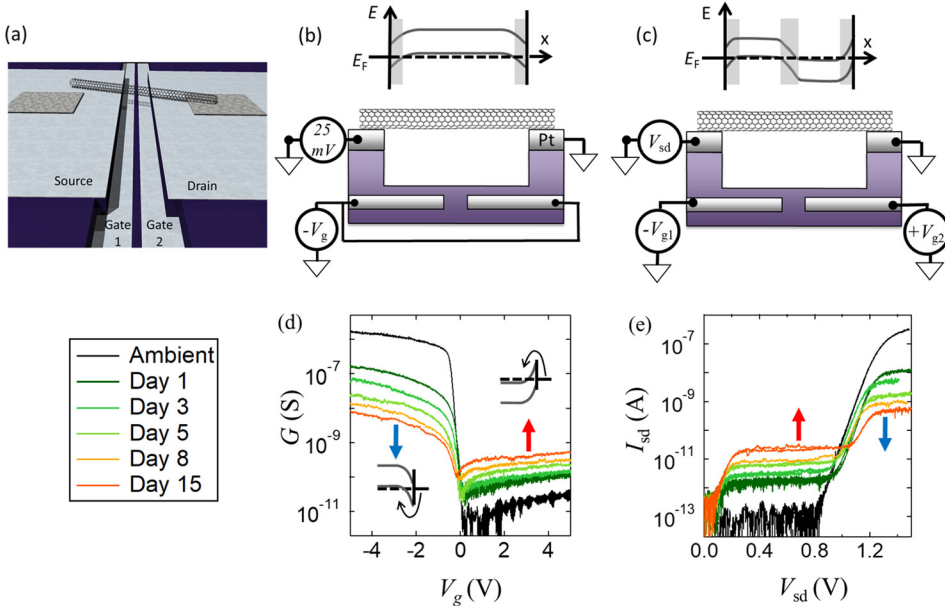 (a)
Source
Drain
Gate 1
Gate 2
(b)
E
E_F
x
25 mV
Pt
-V_g
(c)
E
E_F
x
V_sd
-V_g1
+V_g2
Ambient
Day 1
Day 3
Day 5
Day 8
Day 15
(d)
G (S)
10^-7
10^-9
10^-11
-4 -2 0 2 4
V_g (V)
(e)
I_sd (A)
10^-7
10^-9
10^-11
10^-13
0.0 0.4 0.8 1.2
V_sd (V)